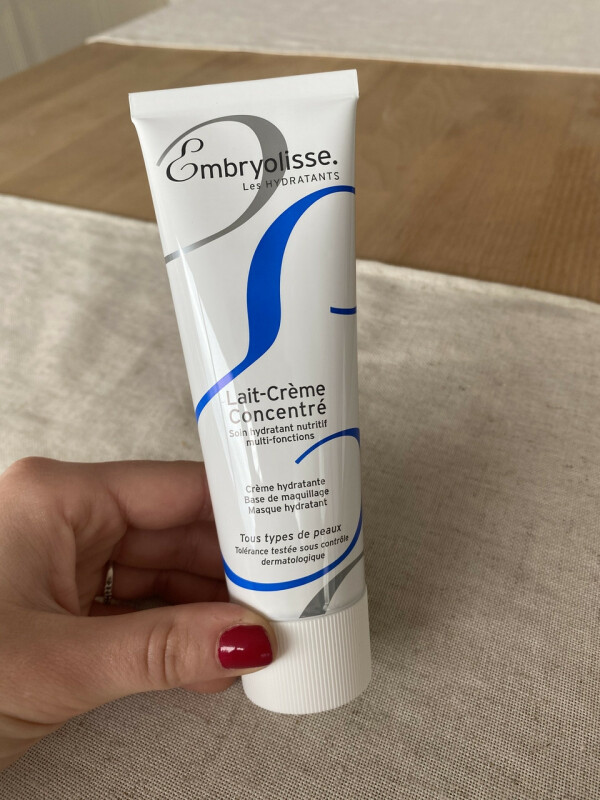 Embryolisse.
Les HYDRATANTS
Lait-Crème
Concentré
Soin hydratant nutritif
multi-fonctions
Crème hydratante
Base de maquillage
Masque hydratant
Tous types de peaux
Tolérance testée sous contrôle
dermatologique